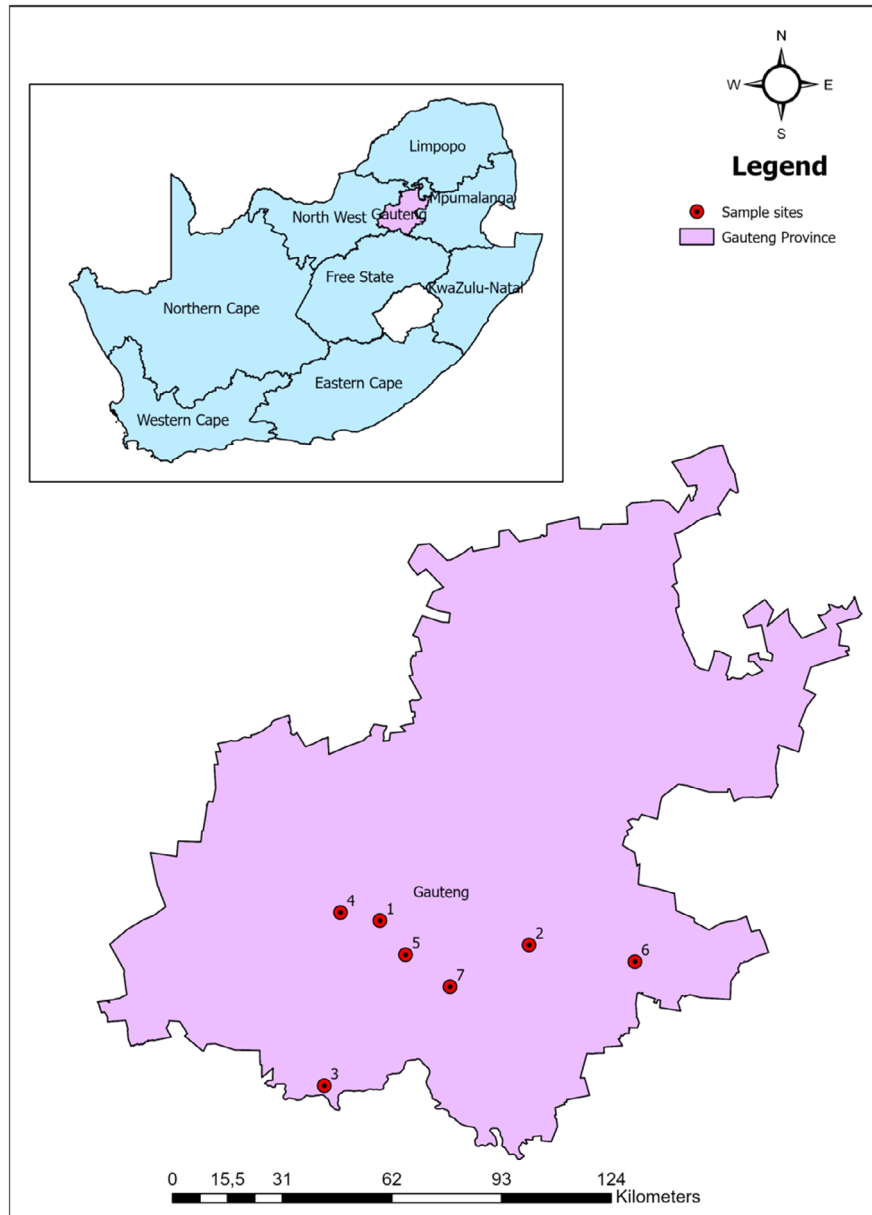 N
W E
S
Legend
Sample sites
Gauteng Province
Limpopo
Mpumalanga
North West
Gauteng
Free State
KwaZulu-Natal
Northern Cape
Eastern Cape
Western Cape
Gauteng
4
1
5
2
6
7
3
0 15,5 31 62 93 124
Kilometers